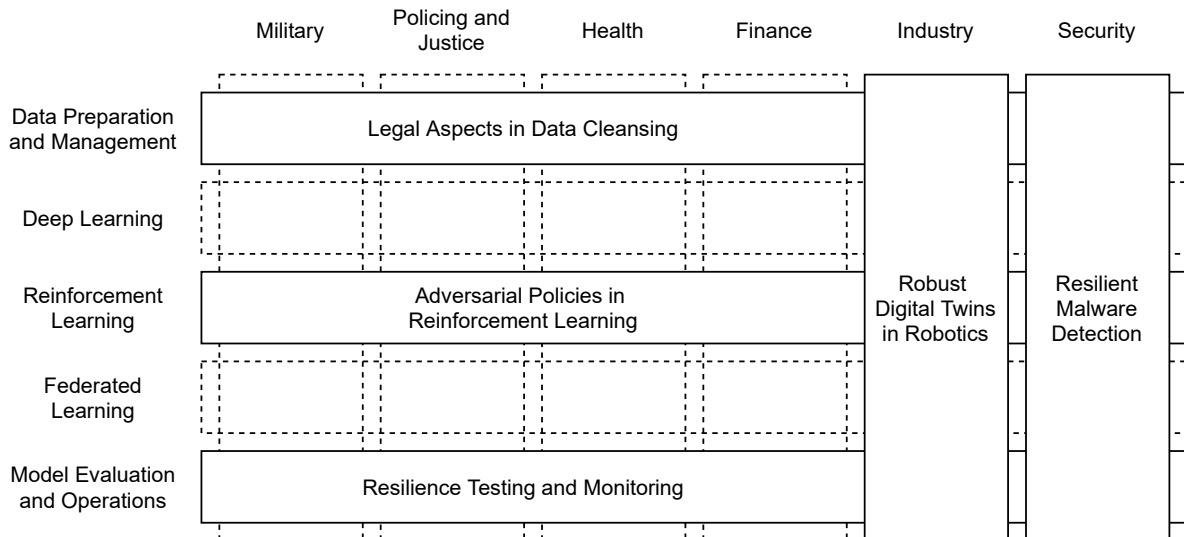 Military
Policing and
Justice
Health
Finance
Industry
Security
Data Preparation
and Management
Legal Aspects in Data Cleansing
Deep Learning
Reinforcement
Learning
Adversarial Policies in
Reinforcement Learning
Robust
Digital Twins
in Robotics
Resilient
Malware
Detection
Federated
Learning
Model Evaluation
and Operations
Resilience Testing and Monitoring